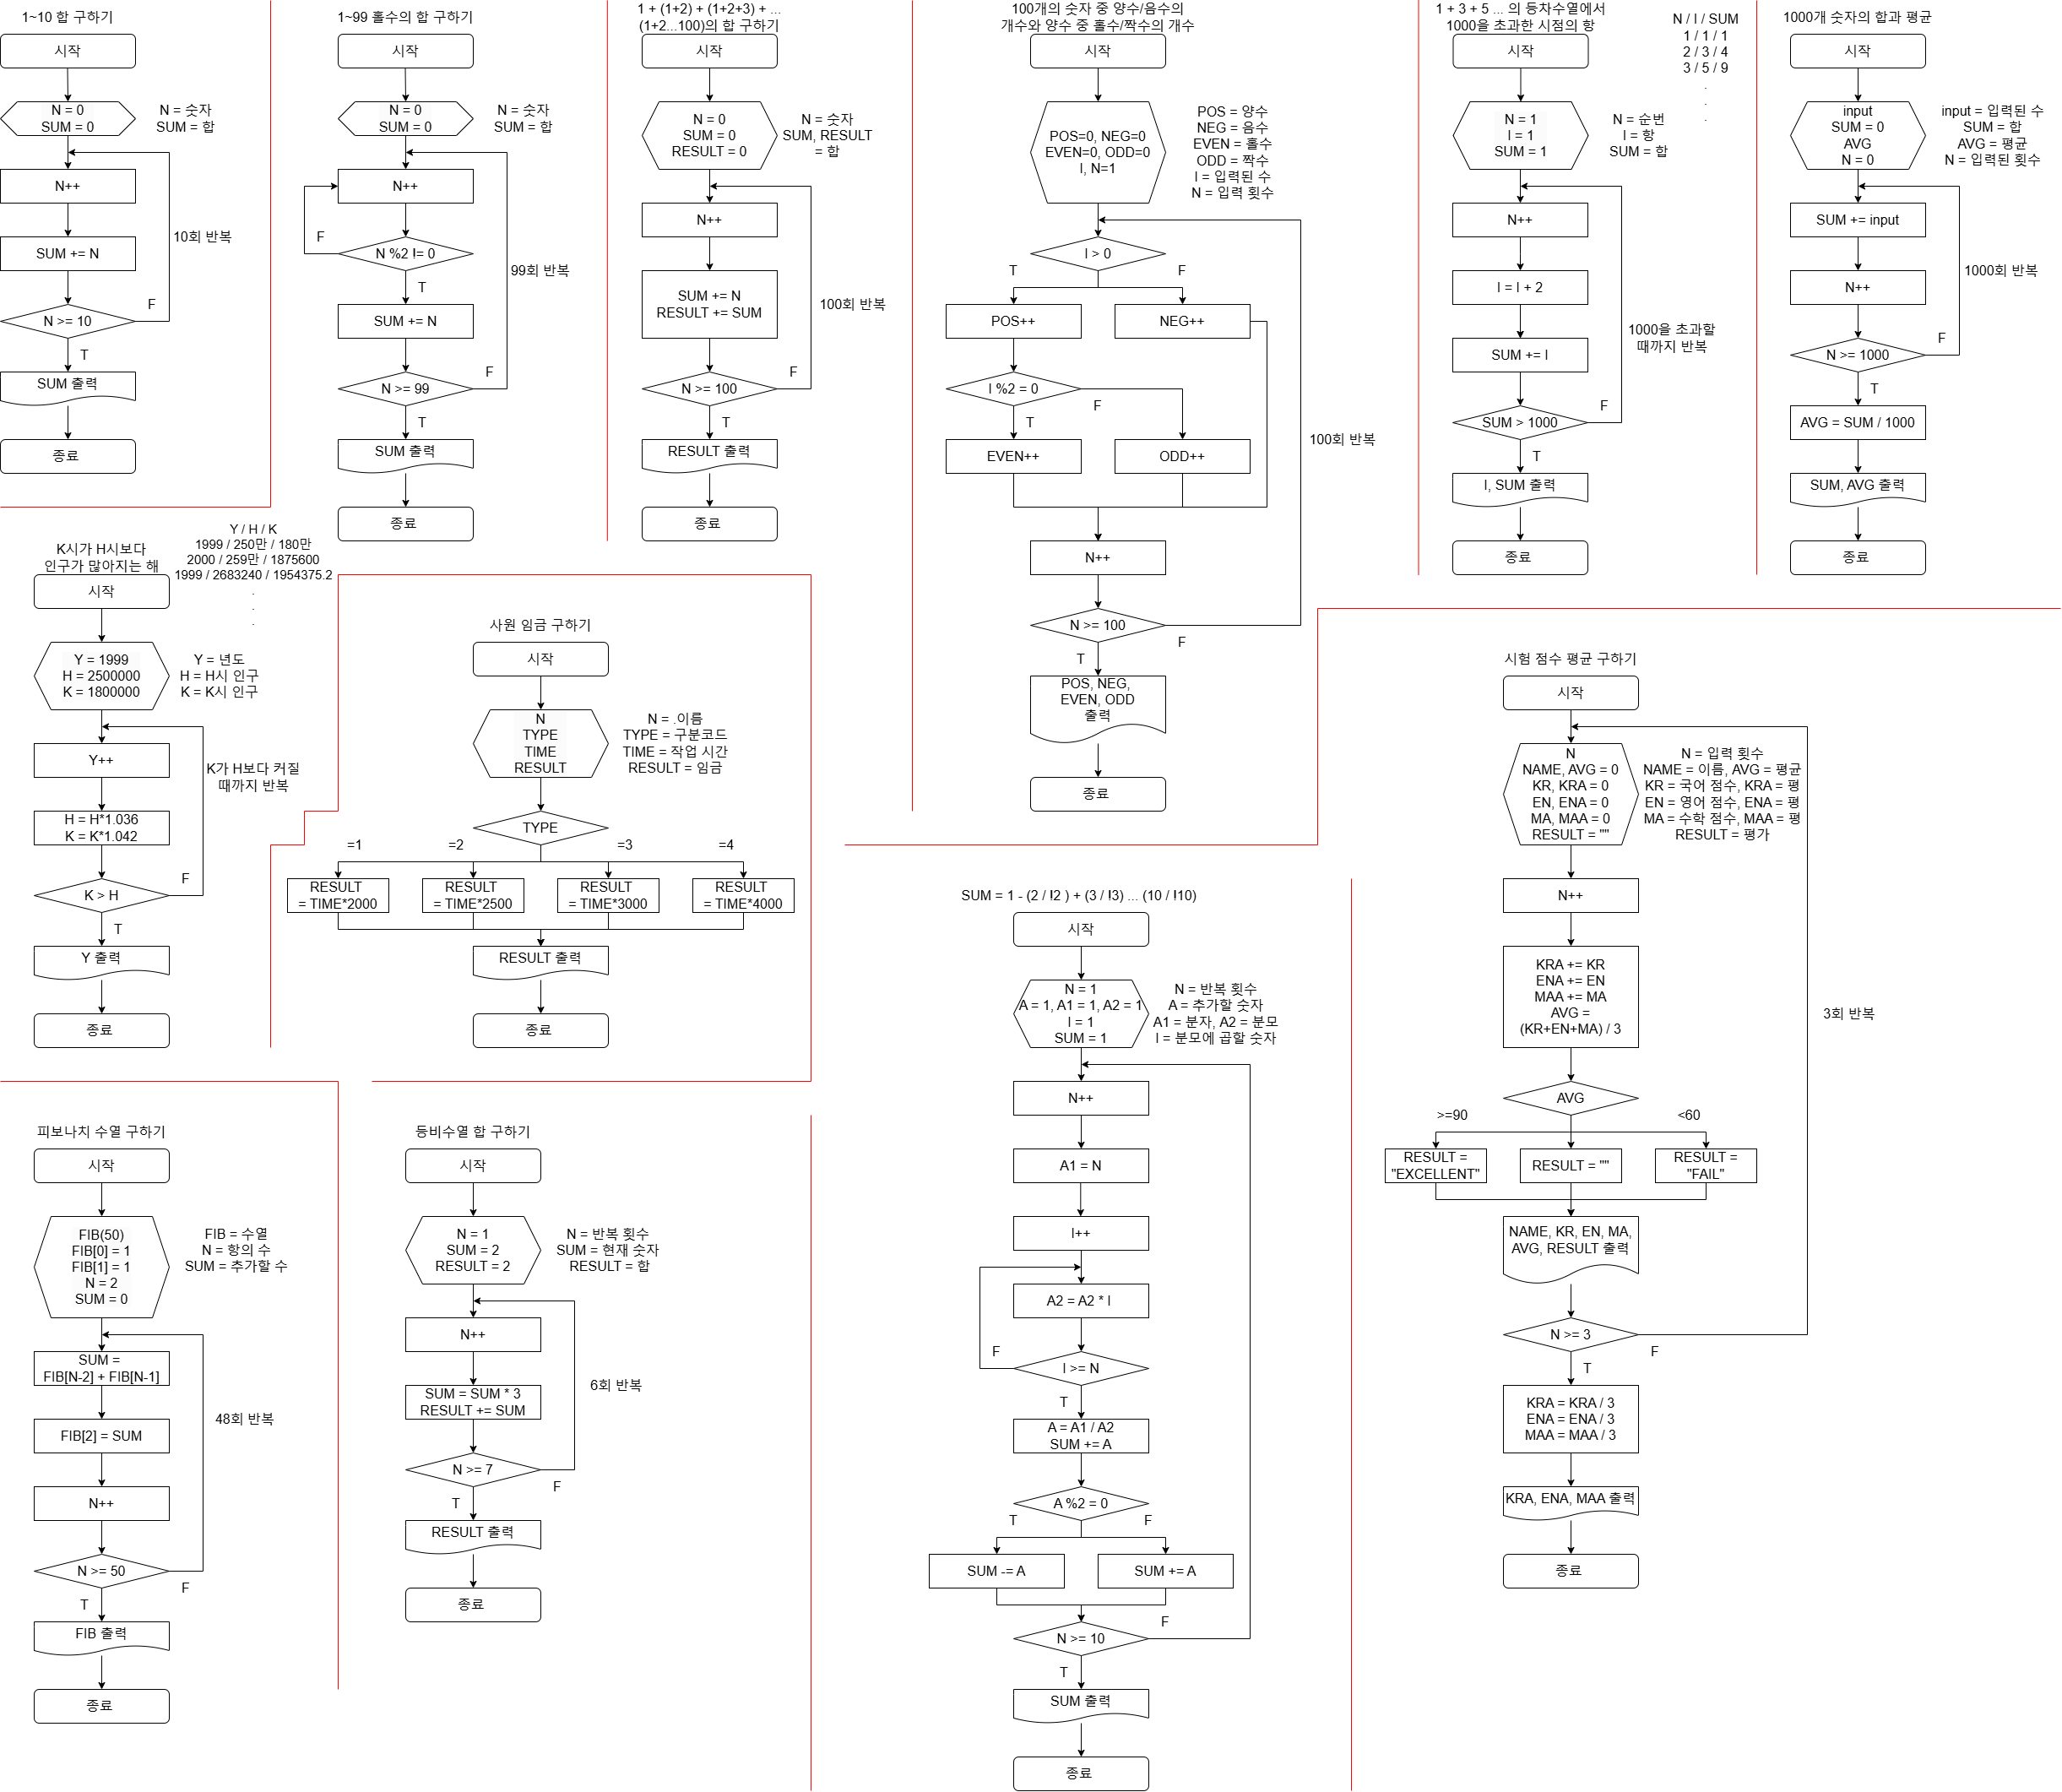 1~10 합 구하기
시작
N = 0
SUM = 0
N = 숫자
SUM = 합
N++
SUM += N
10회 반복
N >= 10
F
T
SUM 출력
종료
1~99 홀수의 합 구하기
시작
N = 0
SUM = 0
N = 숫자
SUM = 합
N++
F
N %2 != 0
T
99회 반복
SUM += N
N >= 99
F
T
SUM 출력
종료
1 + (1+2) + (1+2+3) + ...
(1+2...100)의 합 구하기
시작
N = 0
SUM = 0
RESULT = 0
N = 숫자
SUM, RESULT
= 합
N++
SUM += N
RESULT += SUM
100회 반복
N >= 100
F
T
RESULT 출력
종료
100개의 숫자 중 양수/음수의
개수와 양수 중 홀수/짝수의 개수
시작
POS=0, NEG=0
EVEN=0, ODD=0
I, N=1
POS = 양수
NEG = 음수
EVEN = 홀수
ODD = 짝수
I = 입력된 수
N = 입력 횟수
I > 0
T
F
POS++
NEG++
I %2 = 0
F
T
EVEN++
ODD++
100회 반복
N++
N >= 100
F
T
POS, NEG,
EVEN, ODD
출력
종료
1 + 3 + 5 ... 의 등차수열에서
1000을 초과한 시점의 항
N / I / SUM
1 / 1 / 1
2 / 3 / 4
3 / 5 / 9
.
.
.
시작
N = 1
I = 1
SUM = 1
N = 순번
I = 항
SUM = 합
N++
I = I + 2
SUM += I
1000을 초과할
때까지 반복
SUM > 1000
F
T
I, SUM 출력
종료
1000개 숫자의 합과 평균
시작
input
SUM = 0
AVG
N = 0
input = 입력된 수
SUM = 합
AVG = 평균
N = 입력된 횟수
SUM += input
N++
1000회 반복
N >= 1000
F
T
AVG = SUM / 1000
SUM, AVG 출력
종료
K시가 H시보다
인구가 많아지는 해
Y / H / K
1999 / 250만 / 180만
2000 / 259만 / 1875600
1999 / 2683240 / 1954375.2
.
.
.
시작
Y = 1999
H = 2500000
K = 1800000
Y = 년도
H = H시 인구
K = K시 인구
Y++
K가 H보다 커질
때까지 반복
H = H*1.036
K = K*1.042
K > H
F
T
Y 출력
종료
사원 임금 구하기
시작
N
TYPE
TIME
RESULT
N = .이름
TYPE = 구분코드
TIME = 작업 시간
RESULT = 임금
TYPE
=1
=2
=3
=4
RESULT
= TIME*2000
RESULT
= TIME*2500
RESULT
= TIME*3000
RESULT
= TIME*4000
RESULT 출력
종료
시험 점수 평균 구하기
시작
N
NAME, AVG = 0
KR, KRA = 0
EN, ENA = 0
MA, MAA = 0
RESULT = ""
N = 입력 횟수
NAME = 이름, AVG = 평균
KR = 국어 점수, KRA = 평
EN = 영어 점수, ENA = 평
MA = 수학 점수, MAA = 평
RESULT = 평가
N++
KRA += KR
ENA += EN
MAA += MA
AVG =
(KR+EN+MA) / 3
3회 반복
AVG
>=90
<60
RESULT =
"EXCELLENT"
RESULT = ""
RESULT =
"FAIL"
NAME, KR, EN, MA,
AVG, RESULT 출력
N >= 3
F
T
KRA = KRA / 3
ENA = ENA / 3
MAA = MAA / 3
KRA, ENA, MAA 출력
종료
SUM = 1 - (2 / !2 ) + (3 / !3) ... (10 / !10)
시작
N = 1
A = 1, A1 = 1, A2 = 1
I = 1
SUM = 1
N = 반복 횟수
A = 추가할 숫자
A1 = 분자, A2 = 분모
I = 분모에 곱할 숫자
N++
A1 = N
I++
A2 = A2 * I
F
I >= N
T
A = A1 / A2
SUM += A
A %2 = 0
T
F
SUM -= A
SUM += A
N >= 10
F
T
SUM 출력
종료
피보나치 수열 구하기
시작
FIB(50)
FIB[0] = 1
FIB[1] = 1
N = 2
SUM = 0
FIB = 수열
N = 항의 수
SUM = 추가할 수
SUM =
FIB[N-2] + FIB[N-1]
48회 반복
FIB[2] = SUM
N++
N >= 50
F
T
FIB 출력
종료
등비수열 합 구하기
시작
N = 1
SUM = 2
RESULT = 2
N = 반복 횟수
SUM = 현재 숫자
RESULT = 합
N++
6회 반복
SUM = SUM * 3
RESULT += SUM
N >= 7
F
T
RESULT 출력
종료